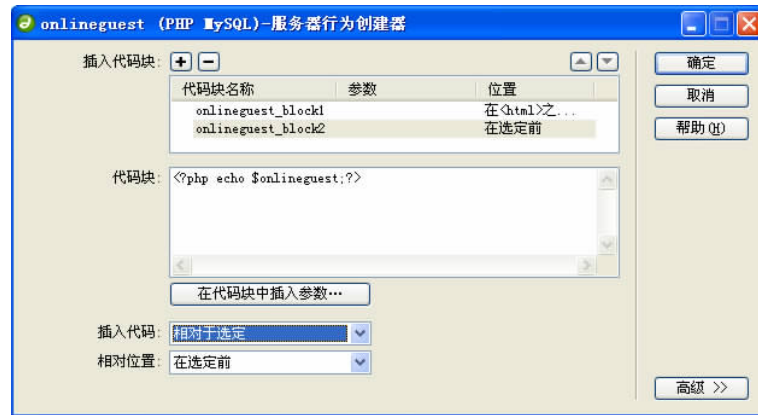 onlineguest (PHP MySQL)-服务器行为创建器
插入代码块:
代码块名称 参数 位置
onlineguest_block1 在<html>之...
onlineguest_block2 在选定前
代码块: <?php echo $onlineguest;?>
在代码块中插入参数…
插入代码: 相对于选定
相对位置: 在选定前
确定
取消
帮助(H)
高级 >>